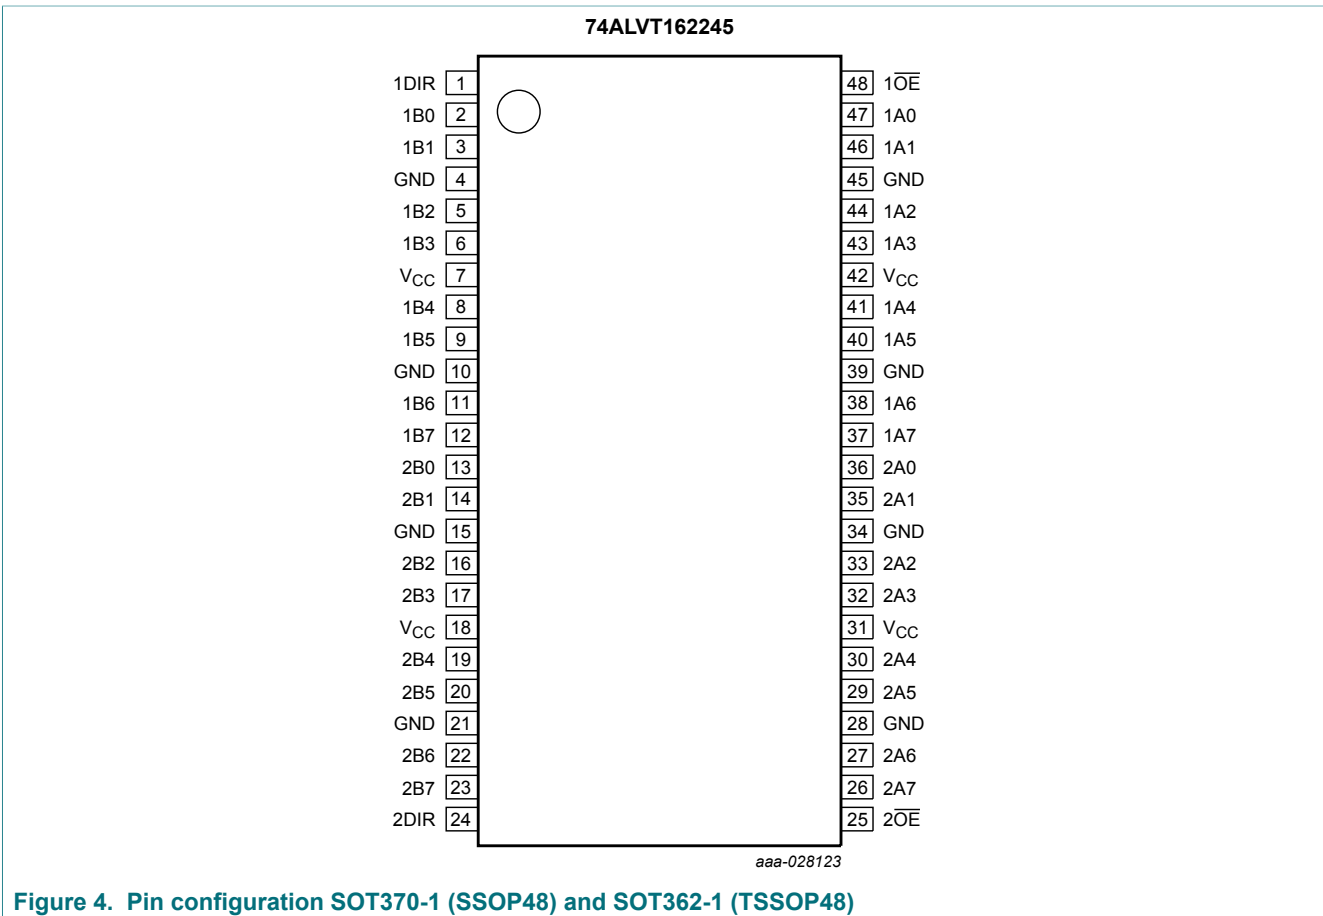 74ALVT162245
1DIR 1 48 1O̅E̅
1B0 2 47 1A0
1B1 3 46 1A1
GND 4 45 GND
1B2 5 44 1A2
1B3 6 43 1A3
VCC 7 42 VCC
1B4 8 41 1A4
1B5 9 40 1A5
GND 10 39 GND
1B6 11 38 1A6
1B7 12 37 1A7
2B0 13 36 2A0
2B1 14 35 2A1
GND 15 34 GND
2B2 16 33 2A2
2B3 17 32 2A3
VCC 18 31 VCC
2B4 19 30 2A4
2B5 20 29 2A5
GND 21 28 GND
2B6 22 27 2A6
2B7 23 26 2A7
2DIR 24 25 2O̅E̅
aaa-028123
Figure 4. Pin configuration SOT370-1 (SSOP48) and SOT362-1 (TSSOP48)